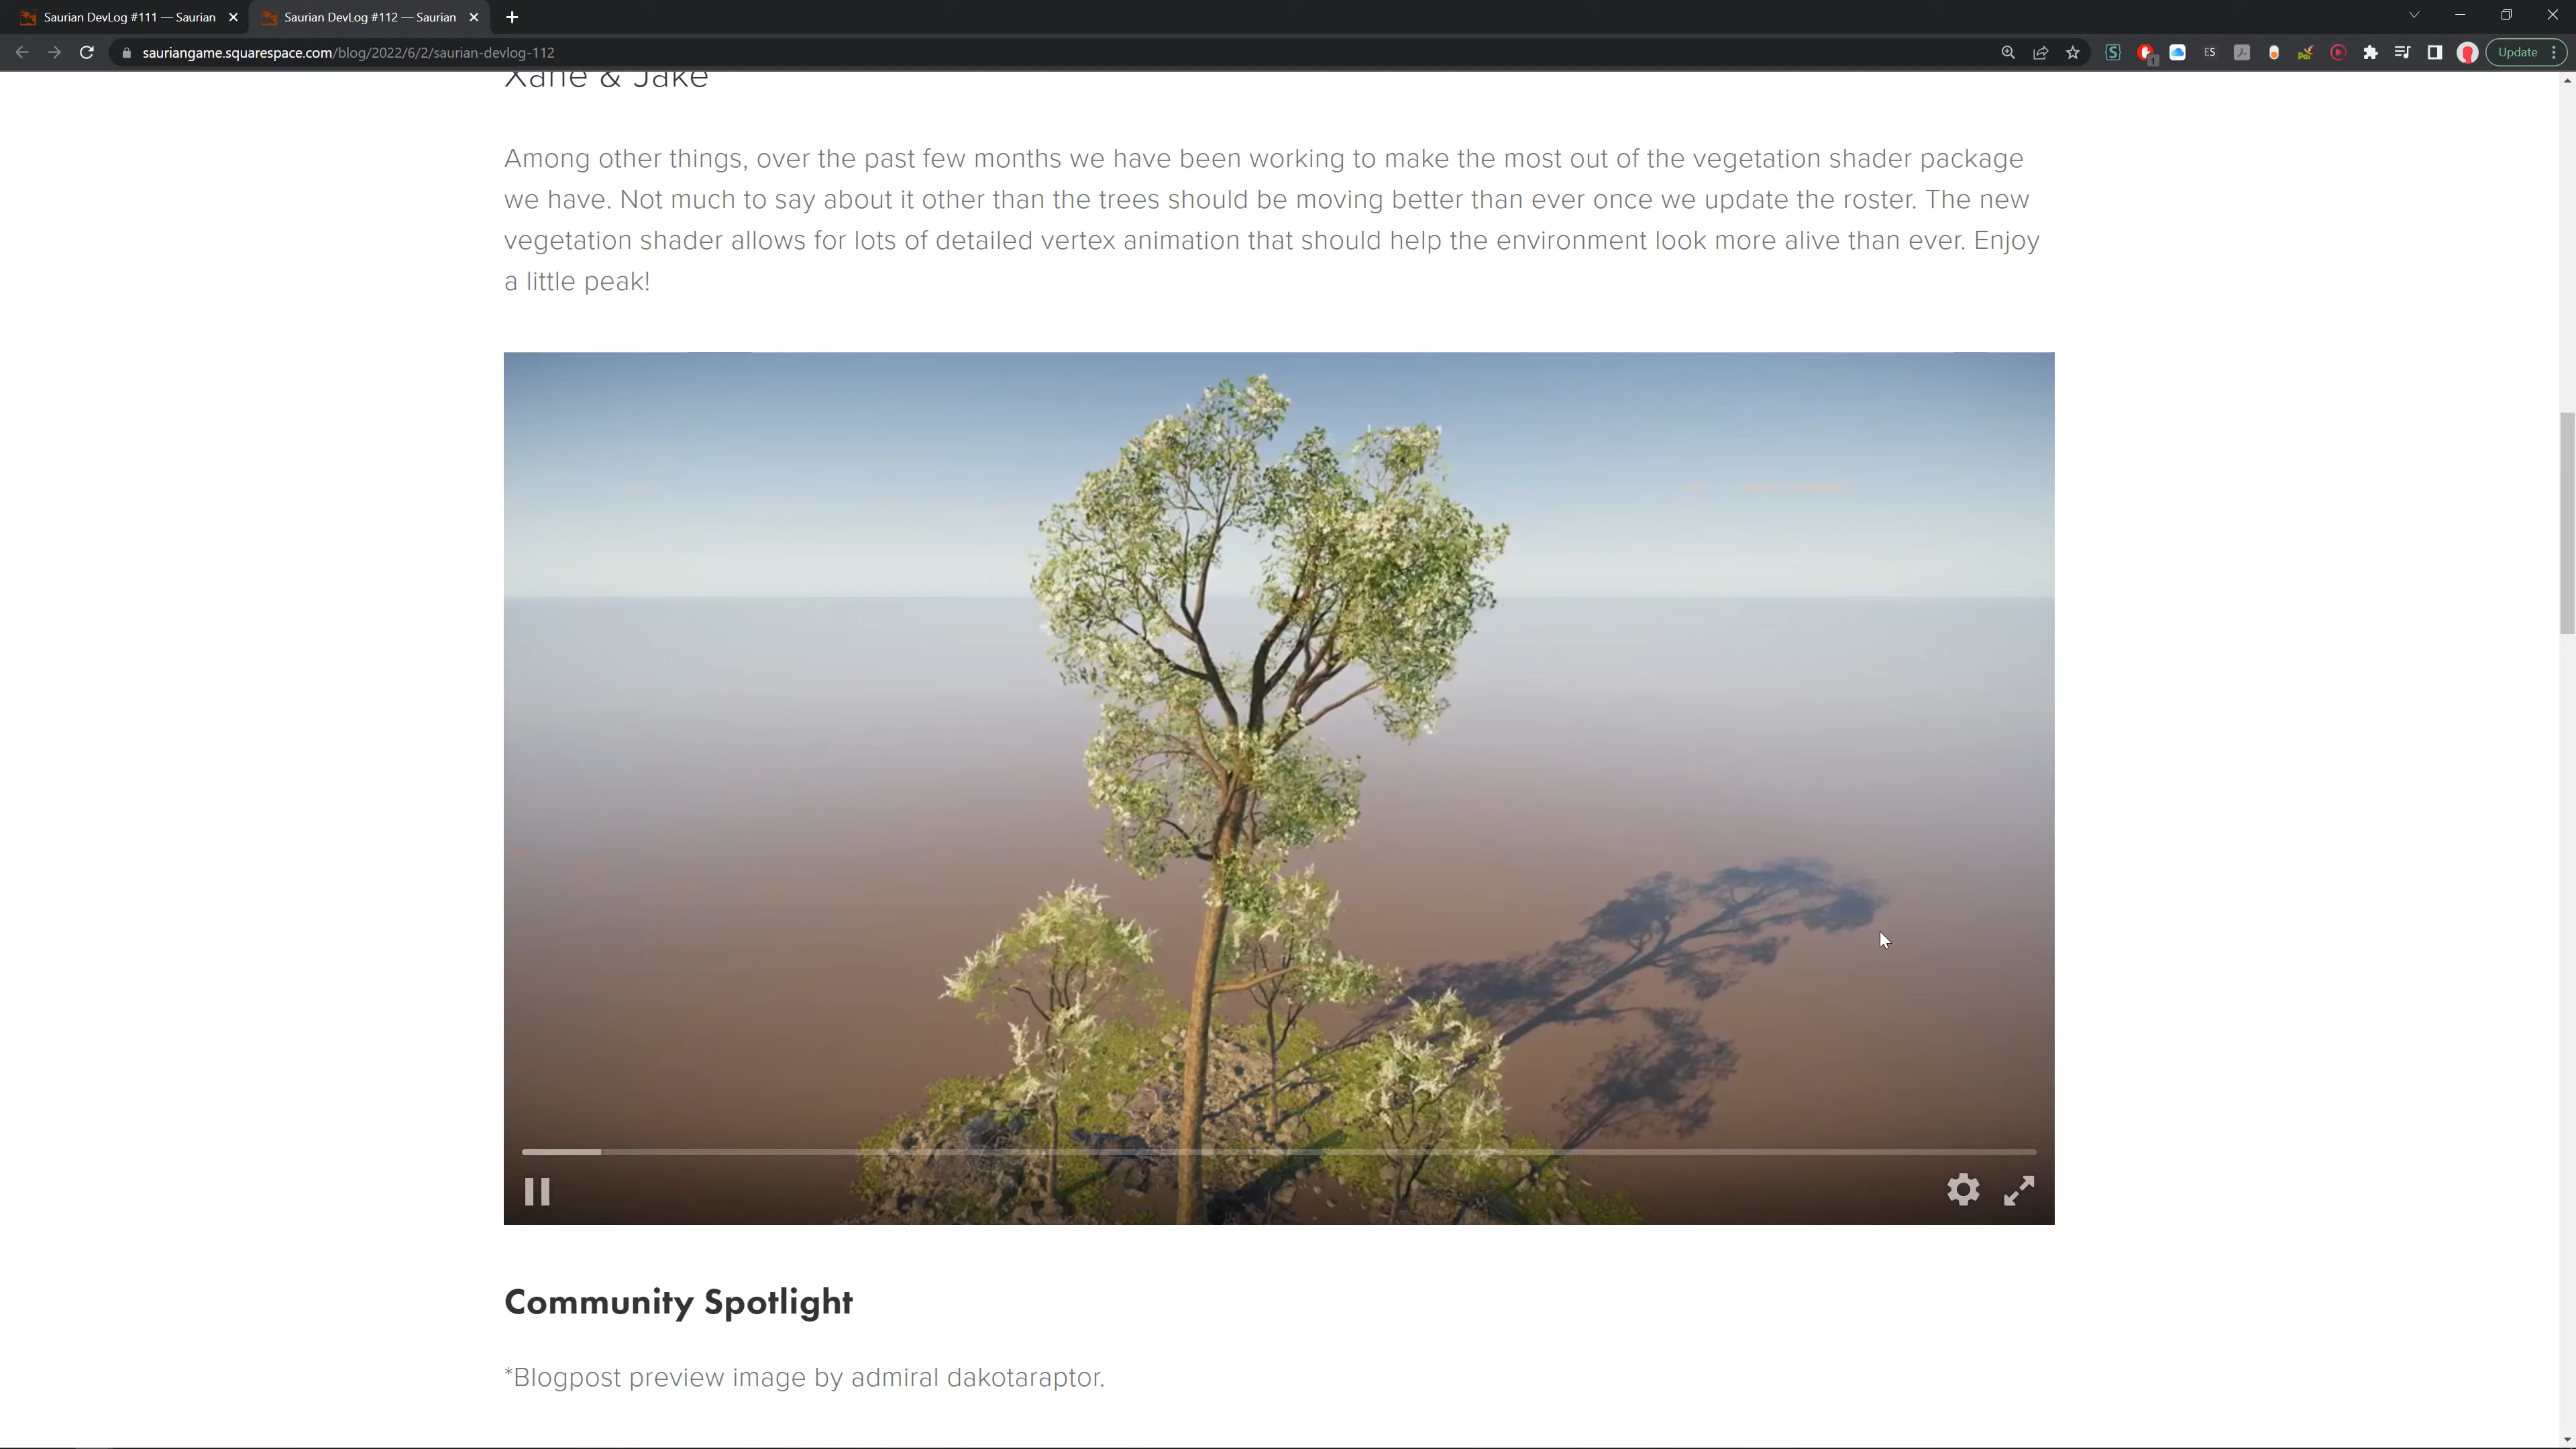 Saurian DevLog #111 — Saurian
Saurian DevLog #112 — Saurian
sauriangame.squarespace.com/blog/2022/6/2/saurian-devlog-112
ES
1
Update
Xane & Jake
Among other things, over the past few months we have been working to make the most out of the vegetation shader package
we have. Not much to say about it other than the trees should be moving better than ever once we update the roster. The new
vegetation shader allows for lots of detailed vertex animation that should help the environment look more alive than ever. Enjoy
a little peak!
Community Spotlight
*Blogpost preview image by admiral dakotaraptor.